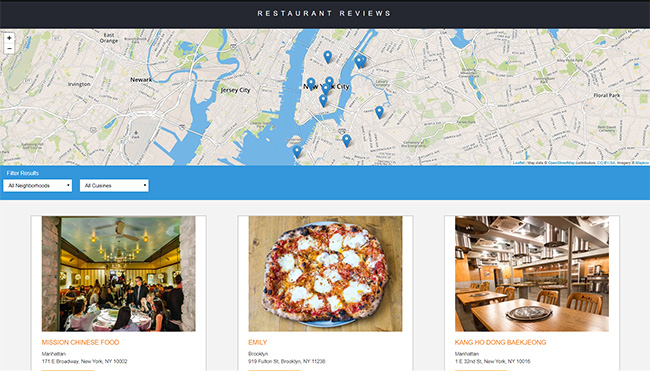 RESTAURANT REVIEWS
+
−
East Orange
Irvington
Newark
Jersey City
New York City
Floral Park
Leaflet | Map data © OpenStreetMap contributors, CC-BY-SA, Imagery © Mapbox
Filter Results
All Neighborhoods
All Cuisines
MISSION CHINESE FOOD
EMILY
KANG HO DONG BAEKJEONG
Manhattan
Brooklyn
Manhattan
171 E Broadway, New York, NY 10002
919 Fulton St, Brooklyn, NY 11238
1 E 32nd St, New York, NY 10016